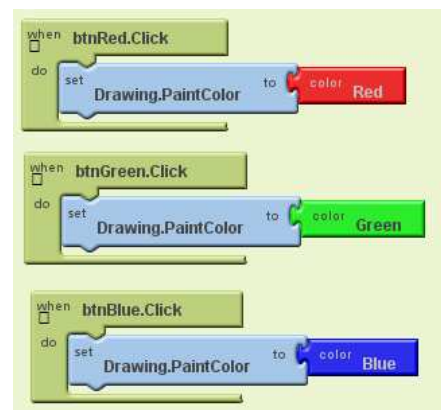 when btnRed.Click
do set Drawing.PaintColor to color Red
when btnGreen.Click
do set Drawing.PaintColor to color Green
when btnBlue.Click
do set Drawing.PaintColor to color Blue